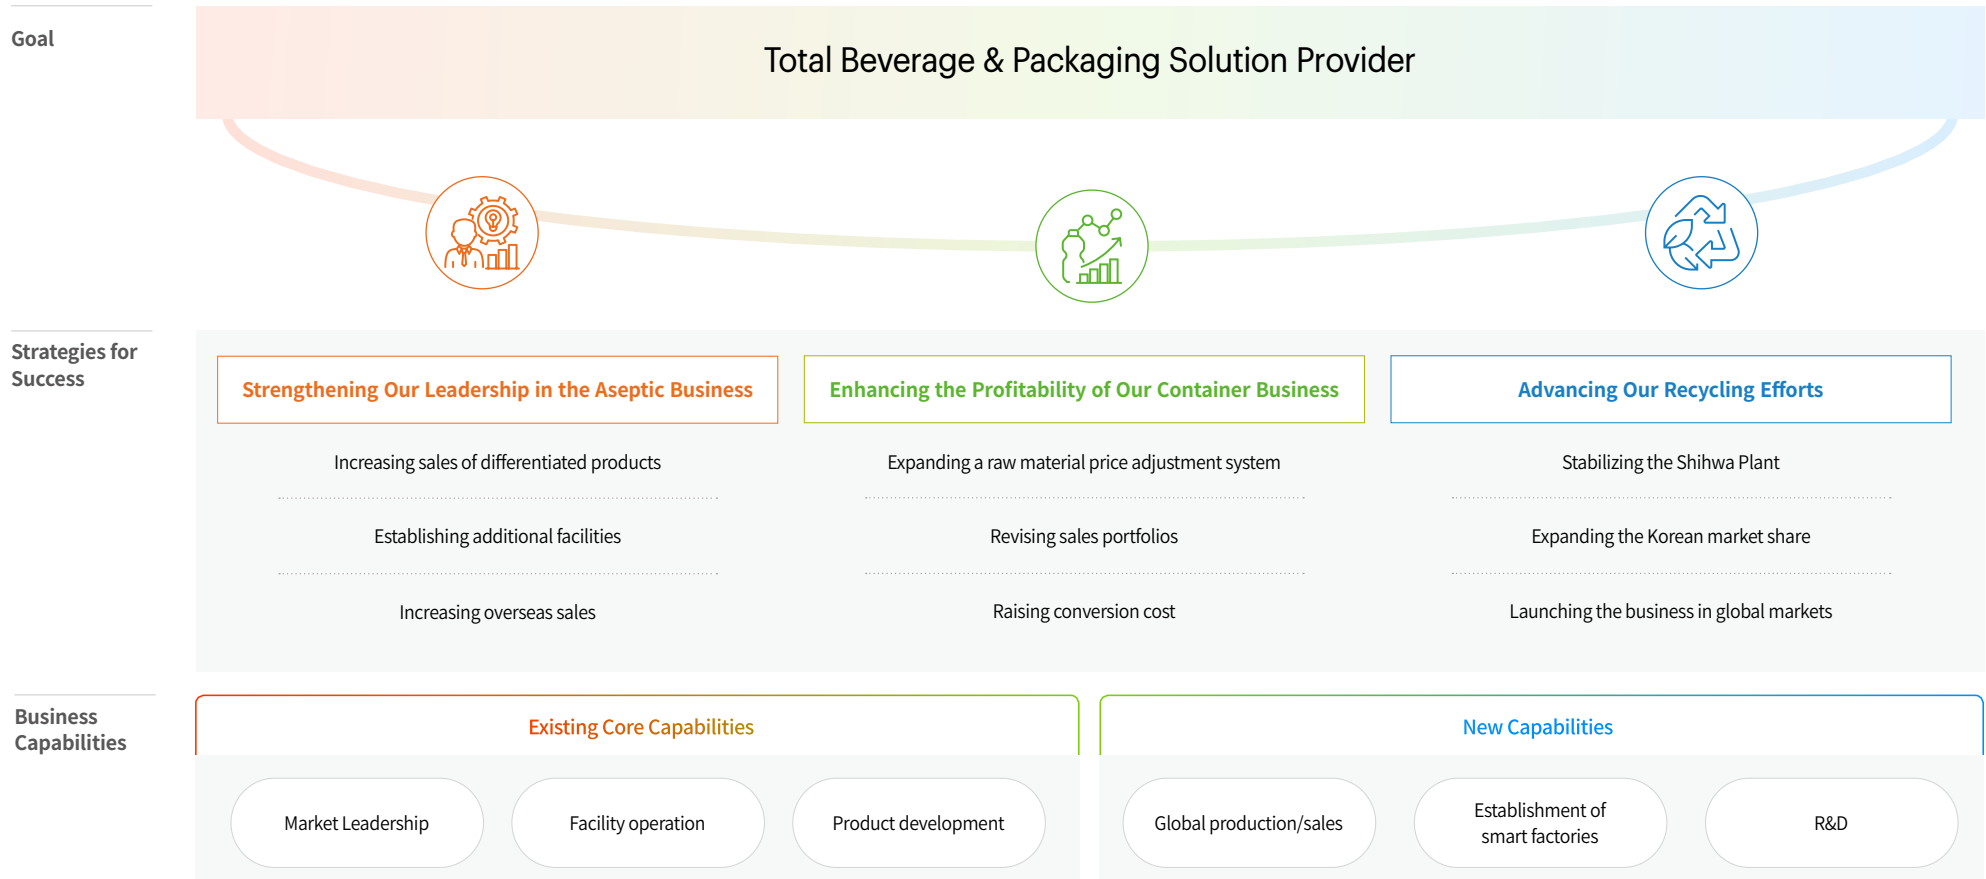 Goal
Total Beverage & Packaging Solution Provider
Strategies for
Success
Strengthening Our Leadership in the Aseptic Business
Increasing sales of differentiated products
Establishing additional facilities
Increasing overseas sales
Enhancing the Profitability of Our Container Business
Expanding a raw material price adjustment system
Revising sales portfolios
Raising conversion cost
Advancing Our Recycling Efforts
Stabilizing the Shihwa Plant
Expanding the Korean market share
Launching the business in global markets
Business
Capabilities
Existing Core Capabilities
Market Leadership
Facility operation
Product development
New Capabilities
Global production/sales
Establishment of
smart factories
R&D